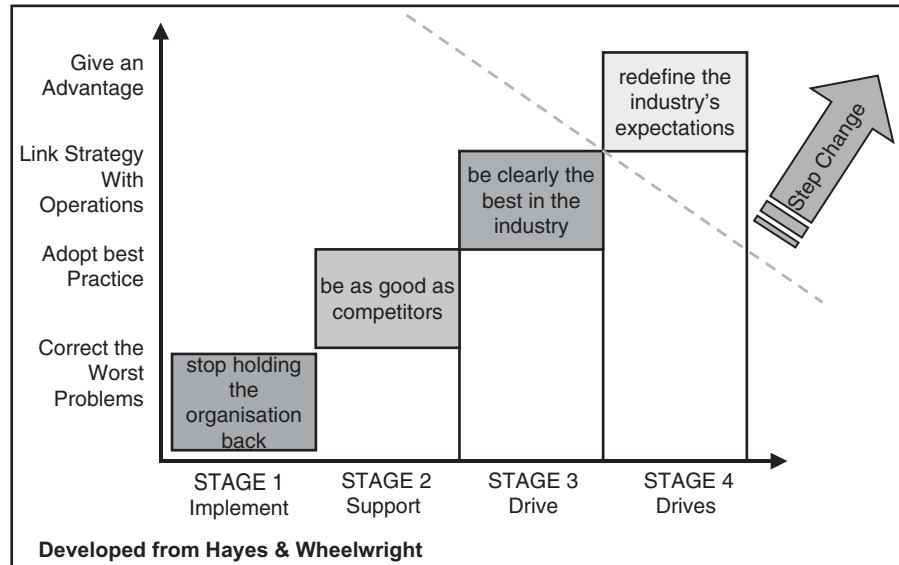 Give an
Advantage
Link Strategy
With
Operations
Adopt best
Practice
Correct the
Worst
Problems
redefine the
industry's
expectations
be clearly the
best in the
industry
be as good as
competitors
stop holding
the
organisation
back
Step Change
STAGE 1
Implement
STAGE 2
Support
STAGE 3
Drive
STAGE 4
Drives
Developed from Hayes & Wheelwright